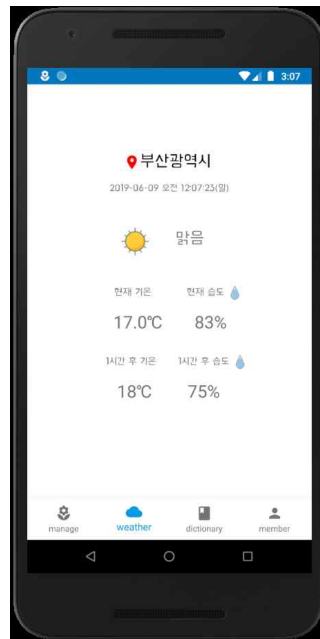 3:07
부산광역시
2019-06-09 오전 12:07:23(일)
맑음
현재 기온 현재 습도
17.0℃ 83%
1시간 후 기온 1시간 후 습도
18℃ 75%
manage weather dictionary member